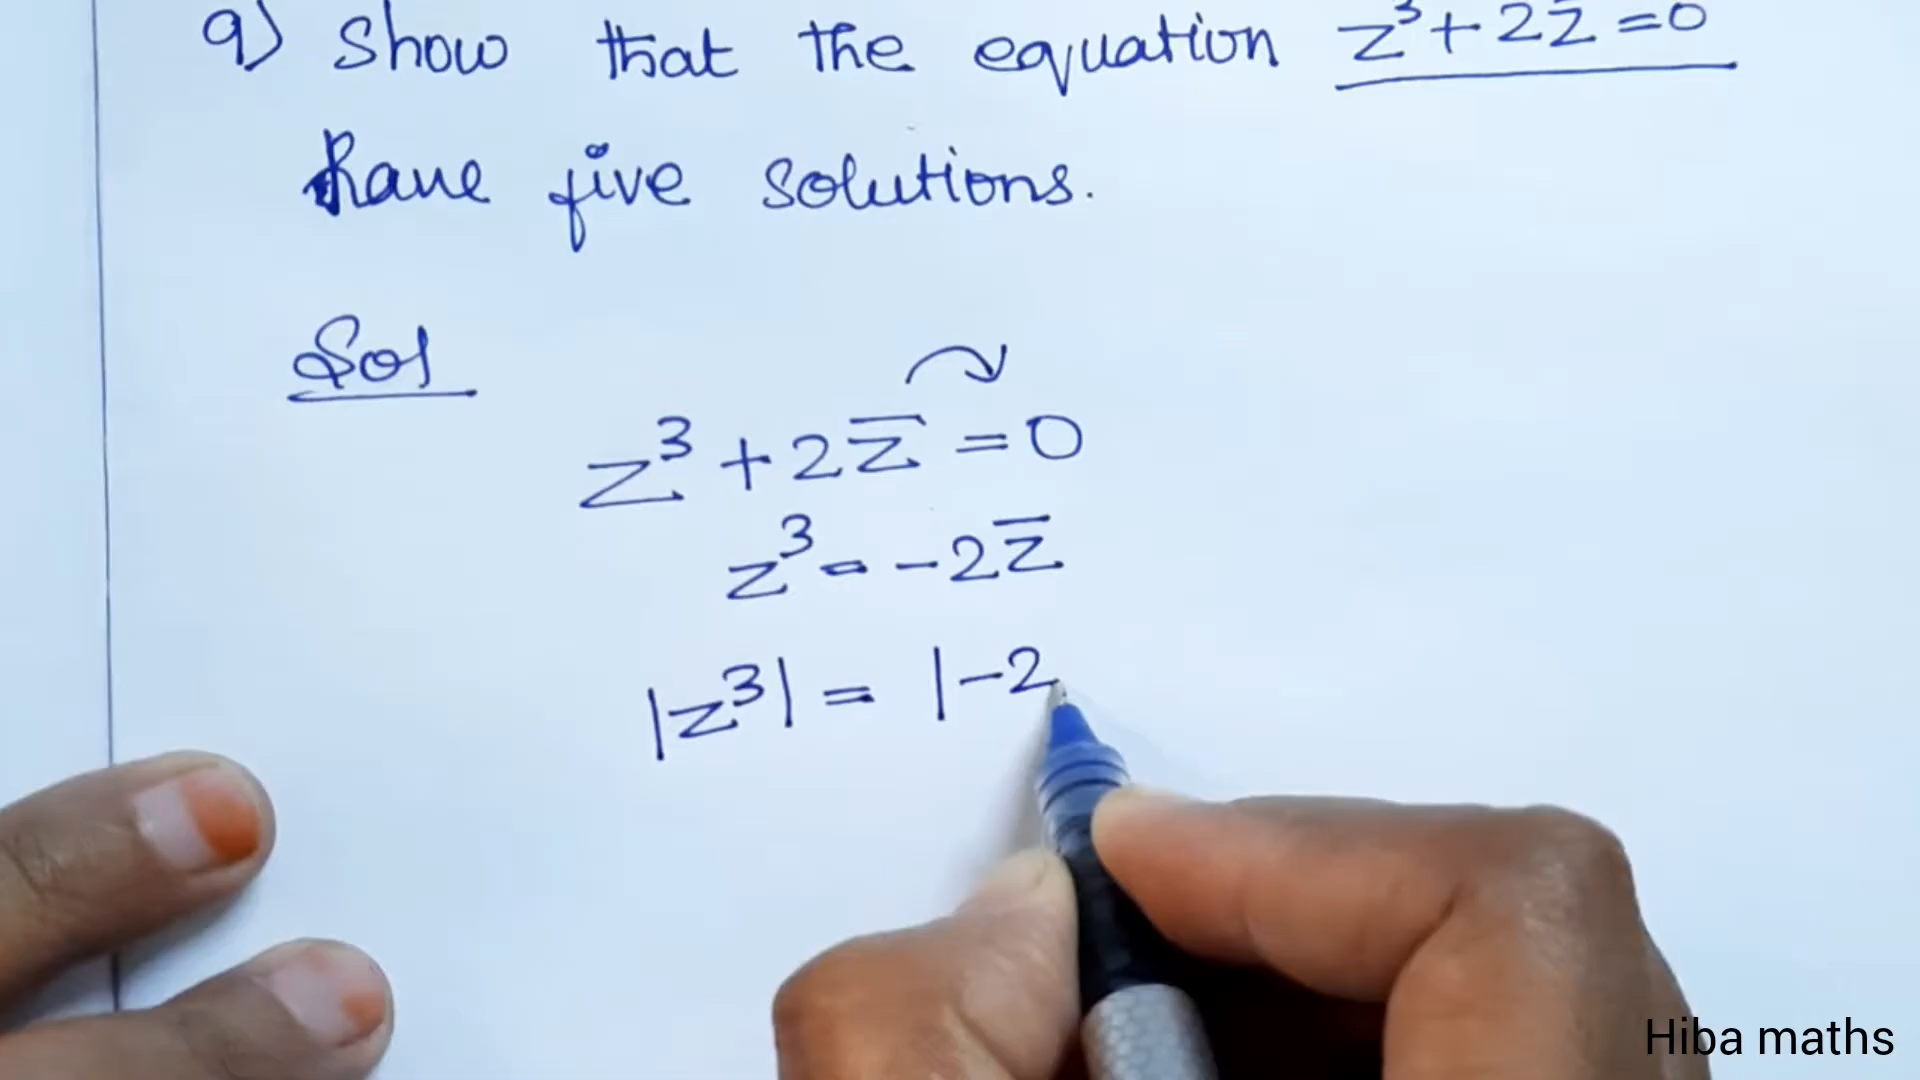 9) Show that the equation z³+2z̅=0
have five solutions.
Sol
z³+2z̅=0
z³=-2z̅
|z³|= |-2
Hiba maths